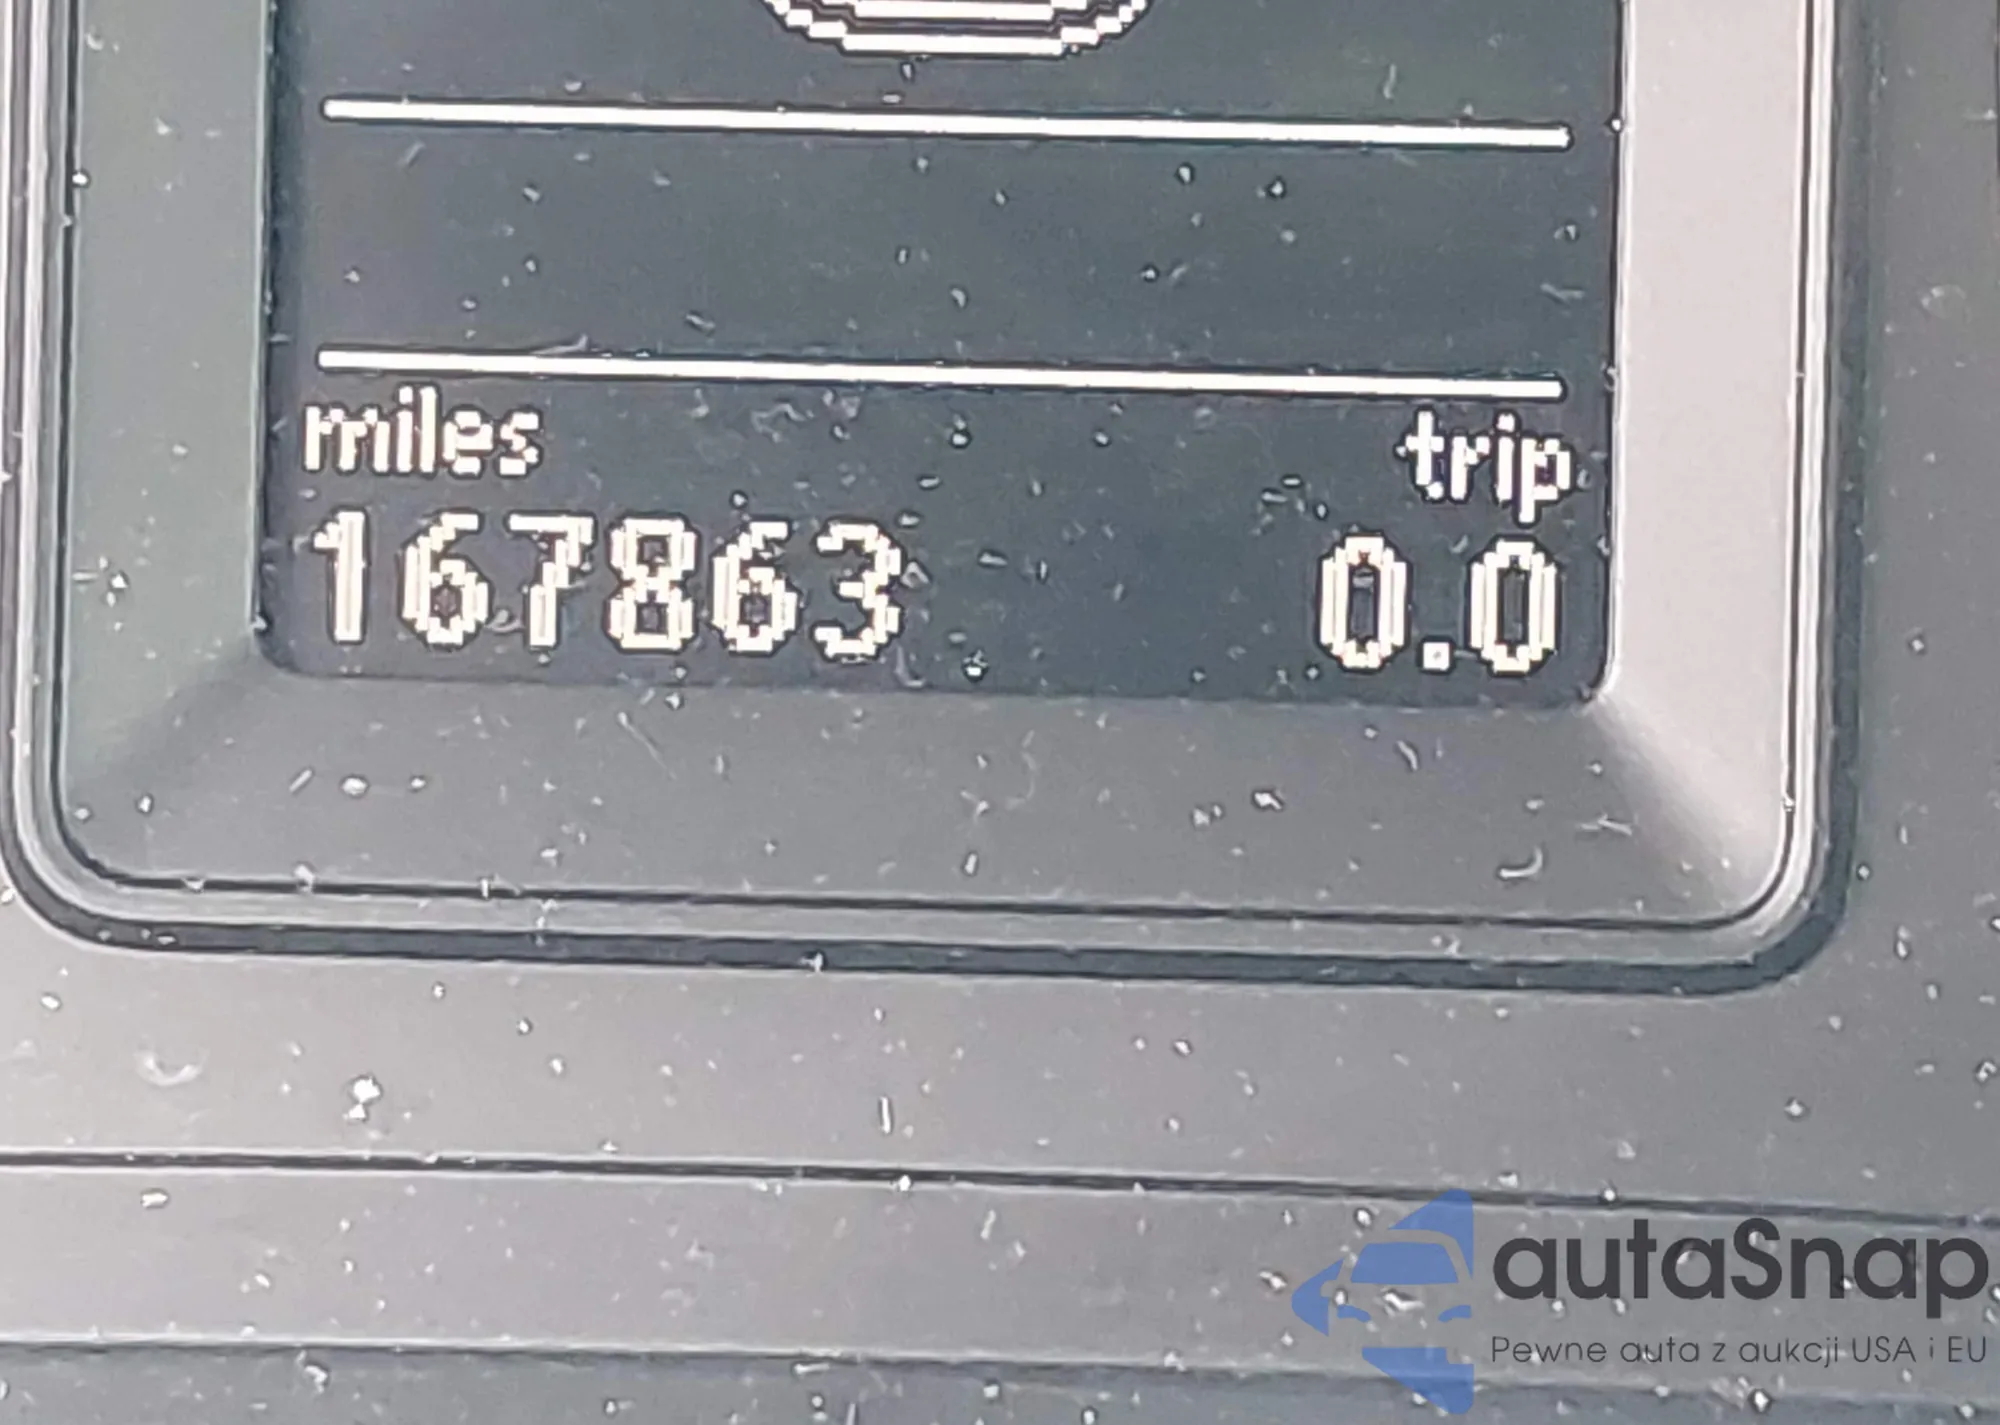 miles trip
167863 0.0
autaSnap
Pewne auta z aukcji USA i EU